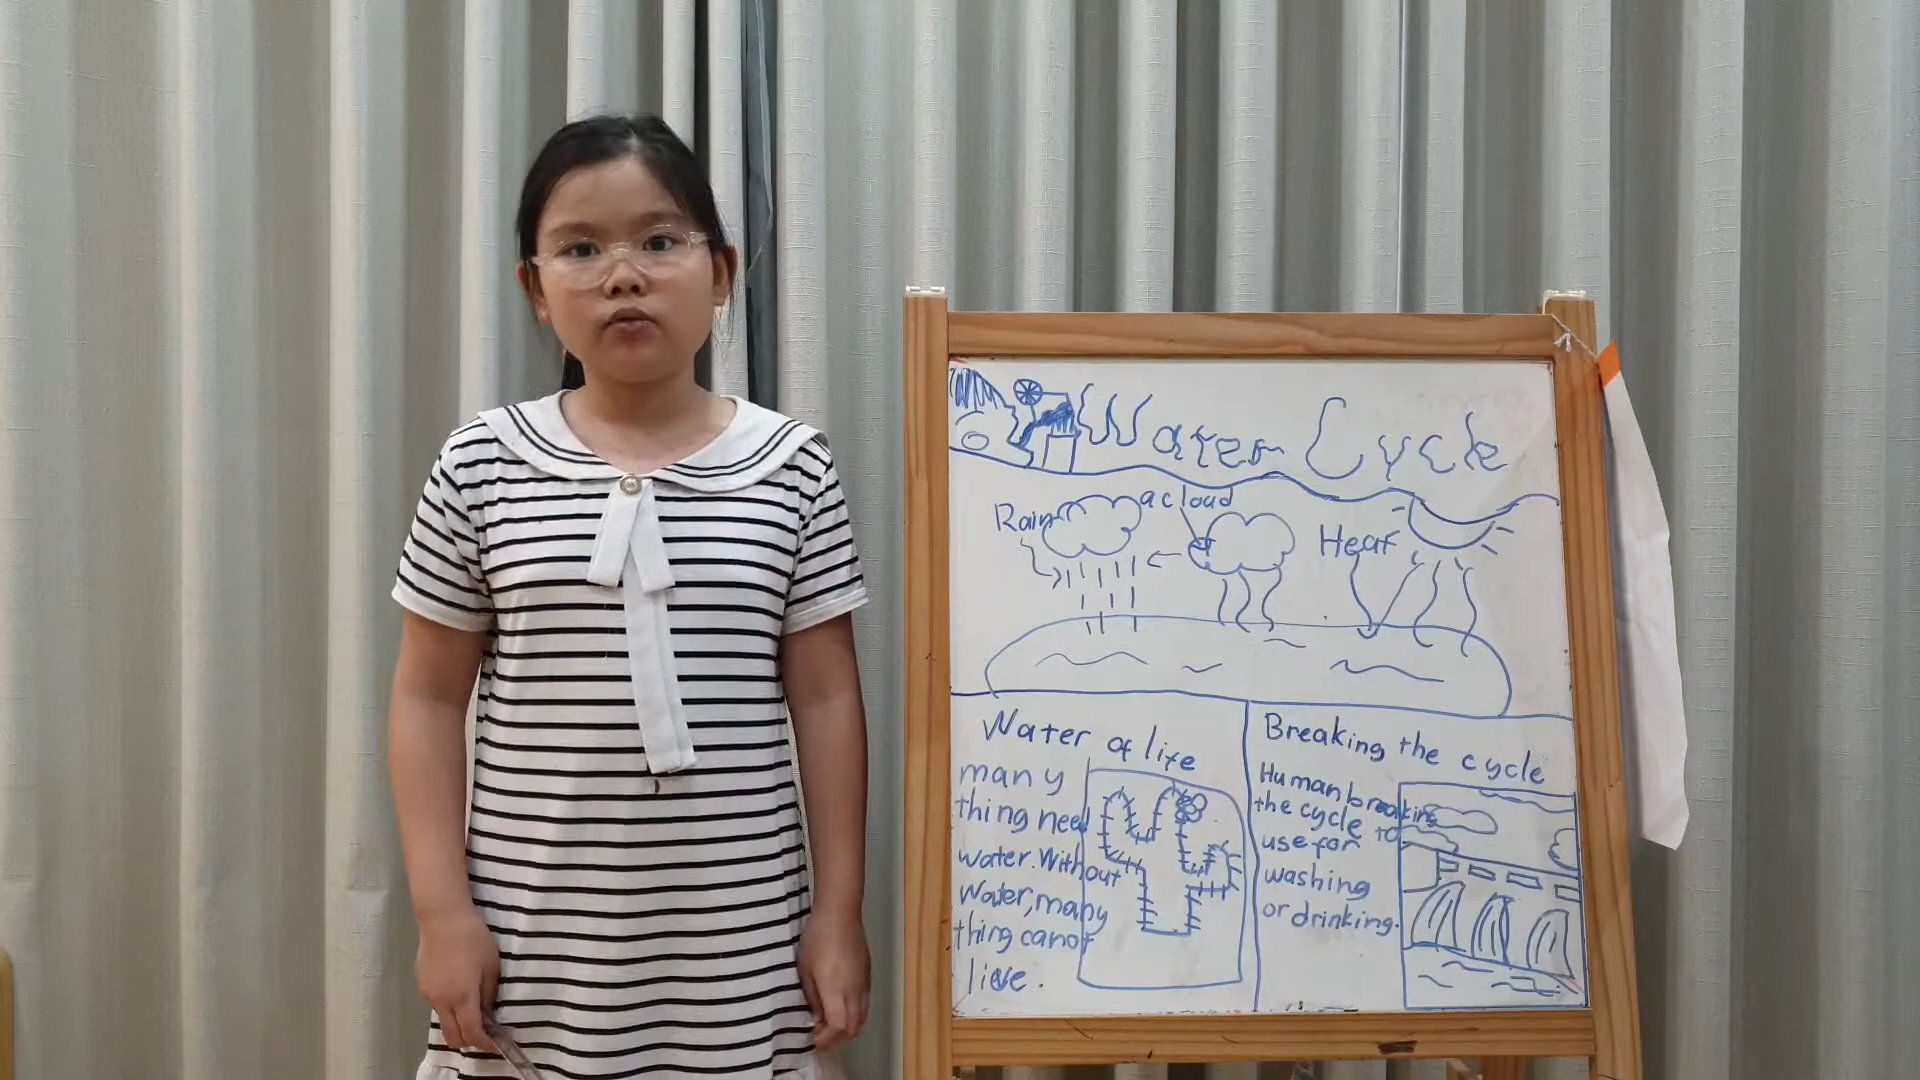 Water Cycle
Rain
a cloud
Heat
Water of life
many
thing need
water. Without
water, many
thing canot
live.
Breaking the cycle
Human breaking
the cycle to
use for
washing
or drinking.